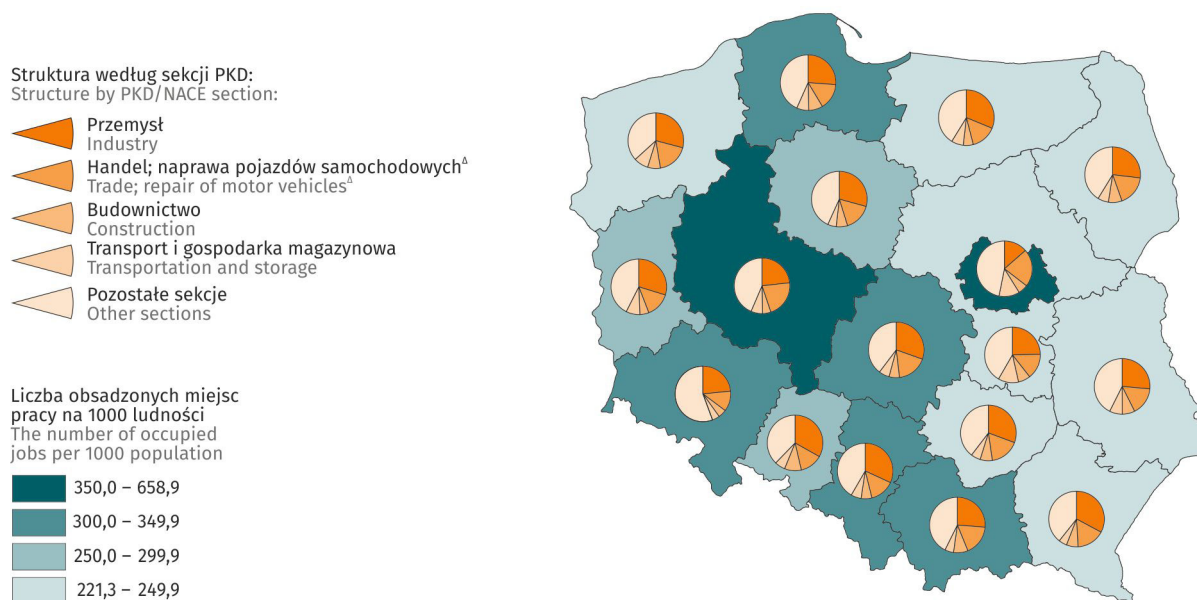 Struktura według sekcji PKD:
Structure by PKD/NACE section:
Przemysł
Industry
Handel; naprawa pojazdów samochodowych∆
Trade; repair of motor vehicles∆
Budownictwo
Construction
Transport i gospodarka magazynowa
Transportation and storage
Pozostałe sekcje
Other sections
Liczba obsadzonych miejsc
pracy na 1000 ludności
The number of occupied
jobs per 1000 population
350,0 – 658,9
300,0 – 349,9
250,0 – 299,9
221,3 – 249,9